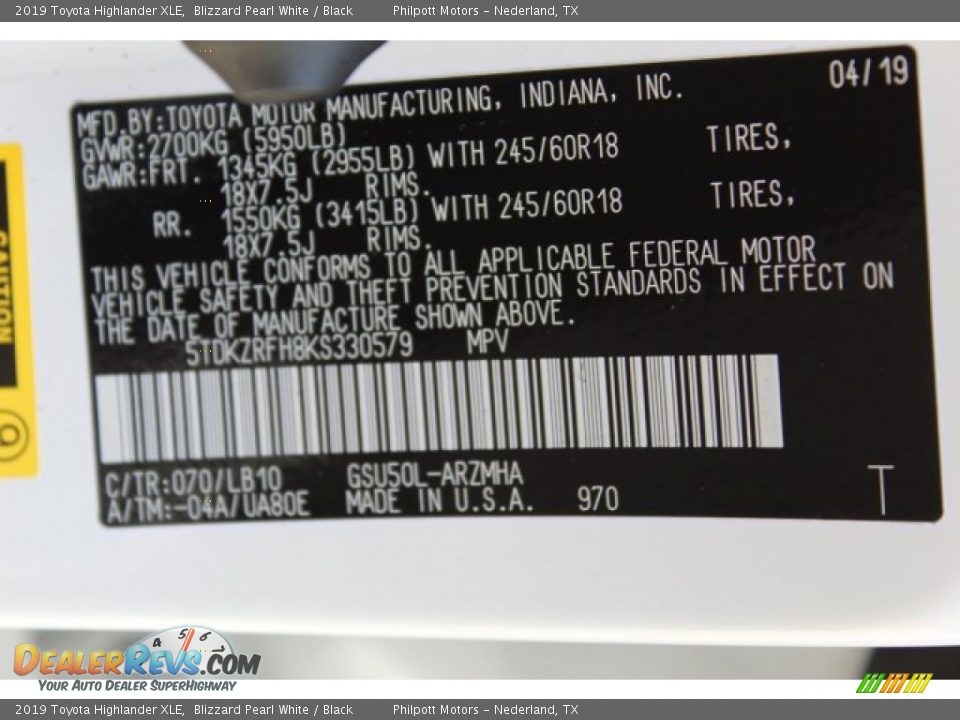 2019 Toyota Highlander XLE, Blizzard Pearl White / Black Philpott Motors – Nederland, TX
04/19
MFD.BY:TOYOTA MOTOR MANUFACTURING, INDIANA, INC.
GVWR:2700KG (5950LB)
GAWR:FRT. 1345KG (2955LB) WITH 245/60R18 TIRES,
18X7.5J RIMS.
RR. 1550KG (3415LB) WITH 245/60R18 TIRES,
18X7.5J RIMS.
THIS VEHICLE CONFORMS TO ALL APPLICABLE FEDERAL MOTOR
VEHICLE SAFETY AND THEFT PREVENTION STANDARDS IN EFFECT ON
THE DATE OF MANUFACTURE SHOWN ABOVE.
5TDKZRFH8KS330579 MPV
C/TR:070/LB10 GSU50L-ARZMHA
A/TM:-04A/UA80E MADE IN U.S.A. 970
T
CAUTION
4 5 6
DEALERREVS.COM
YOUR AUTO DEALER SUPERHIGHWAY
2019 Toyota Highlander XLE, Blizzard Pearl White / Black Philpott Motors – Nederland, TX